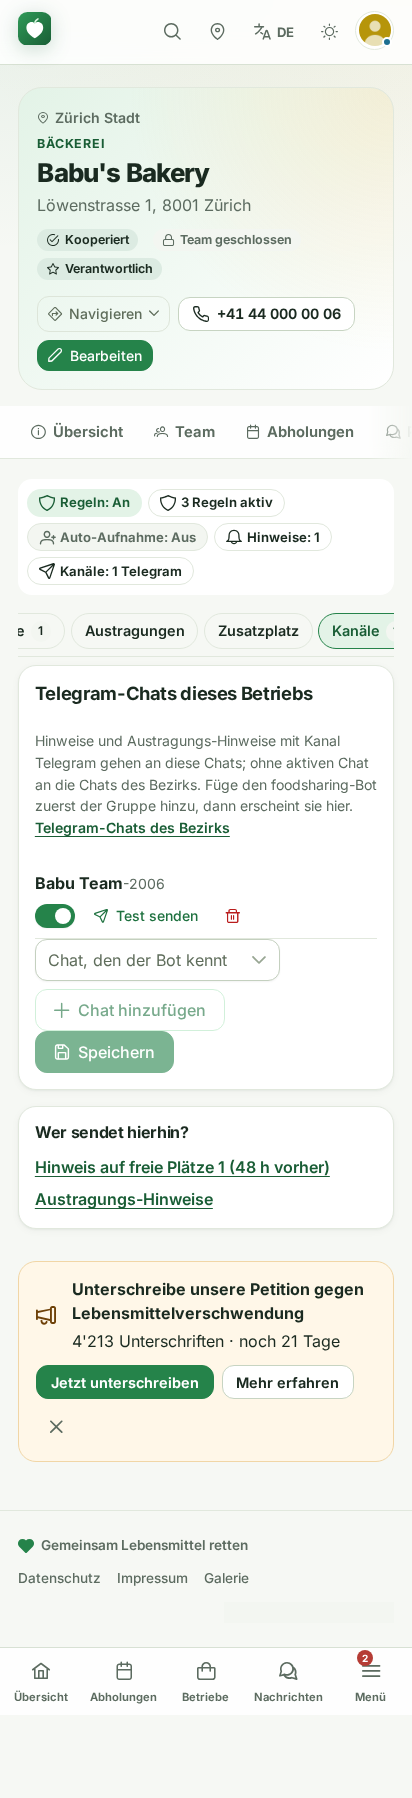 DE
Zürich Stadt
BÄCKEREI
Babu's Bakery
Löwenstrasse 1, 8001 Zürich
Kooperiert
Team geschlossen
Verantwortlich
Navigieren
+41 44 000 00 06
Bearbeiten
Übersicht
Team
Abholungen
Regeln: An
3 Regeln aktiv
Auto-Aufnahme: Aus
Hinweise: 1
Kanäle: 1 Telegram
e 1
Austragungen
Zusatzplatz
Kanäle
Telegram-Chats dieses Betriebs
Hinweise und Austragungs-Hinweise mit Kanal
Telegram gehen an diese Chats; ohne aktiven Chat
an die Chats des Bezirks. Füge den foodsharing-Bot
zuerst der Gruppe hinzu, dann erscheint sie hier.
Telegram-Chats des Bezirks
Babu Team-2006
Test senden
Chat, den der Bot kennt
Chat hinzufügen
Speichern
Wer sendet hierhin?
Hinweis auf freie Plätze 1 (48 h vorher)
Austragungs-Hinweise
Unterschreibe unsere Petition gegen
Lebensmittelverschwendung
4'213 Unterschriften · noch 21 Tage
Jetzt unterschreiben
Mehr erfahren
Gemeinsam Lebensmittel retten
Datenschutz Impressum Galerie
2
Übersicht
Abholungen
Betriebe
Nachrichten
Menü